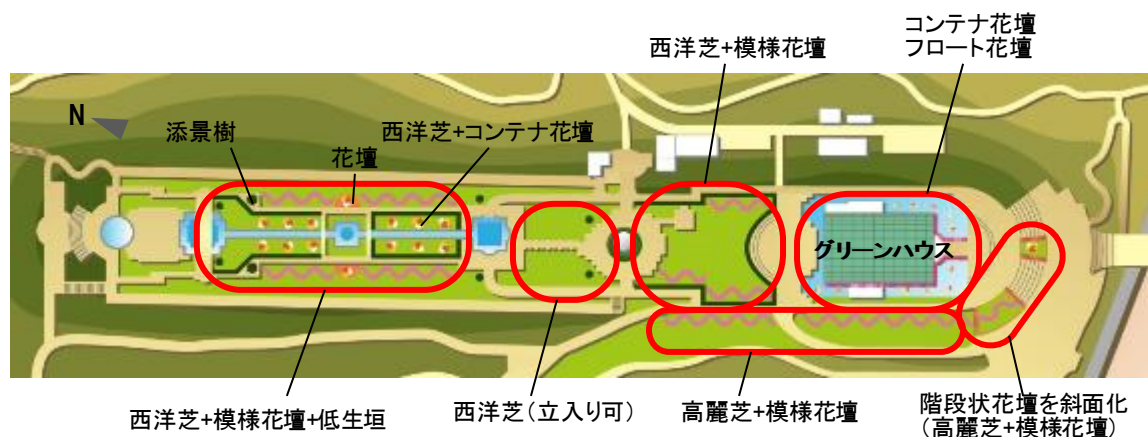 コンテナ花壇
フロート花壇
西洋芝+模様花壇
N
添景樹
西洋芝+コンテナ花壇
花壇
グリーンハウス
西洋芝+模様花壇+低生垣
西洋芝(立入り可)
高麗芝+模様花壇
階段状花壇を斜面化
(高麗芝+模様花壇)